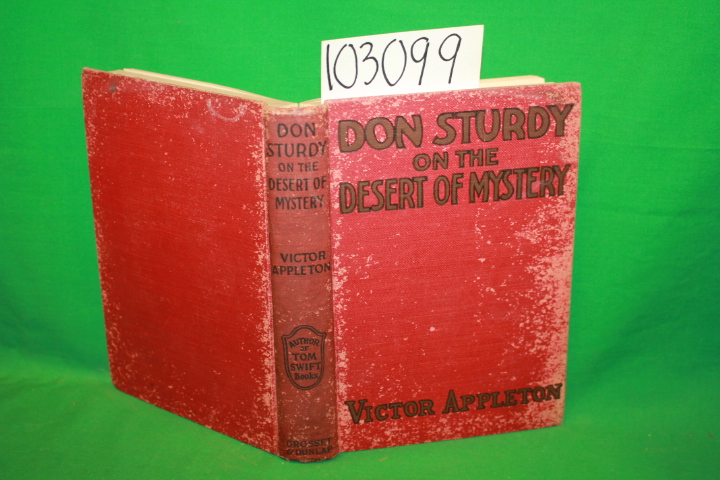 103099
DON
STURDY
ON THE
DESERT OF
MYSTERY
VICTOR
APPLETON
AUTHOR
OF
TOM
SWIFT
Books
GROSSET
& DUNLAP
DON STURDY
ON THE
DESERT OF MYSTERY
VICTOR APPLETON